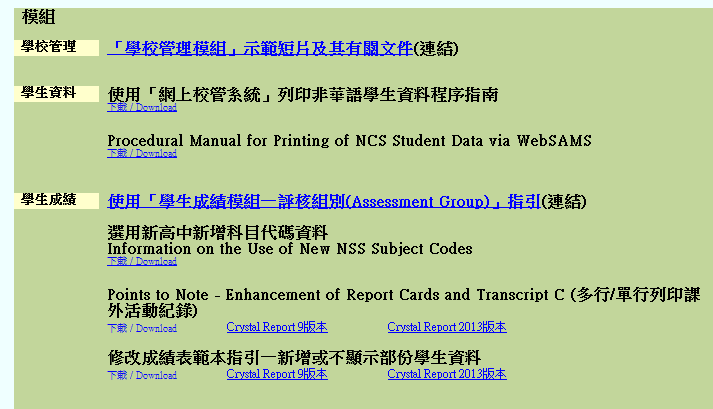 模組
學校管理 「學校管理模組」示範短片及其有關文件(連結)
學生資料 使用「網上校管系統」列印非華語學生資料程序指南
下載 / Download
Procedural Manual for Printing of NCS Student Data via WebSAMS
下載 / Download
學生成績 使用「學生成績模組—評核組別(Assessment Group)」指引(連結)
選用新高中新增科目代碼資料
Information on the Use of New NSS Subject Codes
下載 / Download
Points to Note - Enhancement of Report Cards and Transcript C (多行/單行列印課
外活動紀錄)
下載 / Download Crystal Report 9版本 Crystal Report 2013版本
修改成績表範本指引—新增或不顯示部份學生資料
下載 / Download Crystal Report 9版本 Crystal Report 2013版本